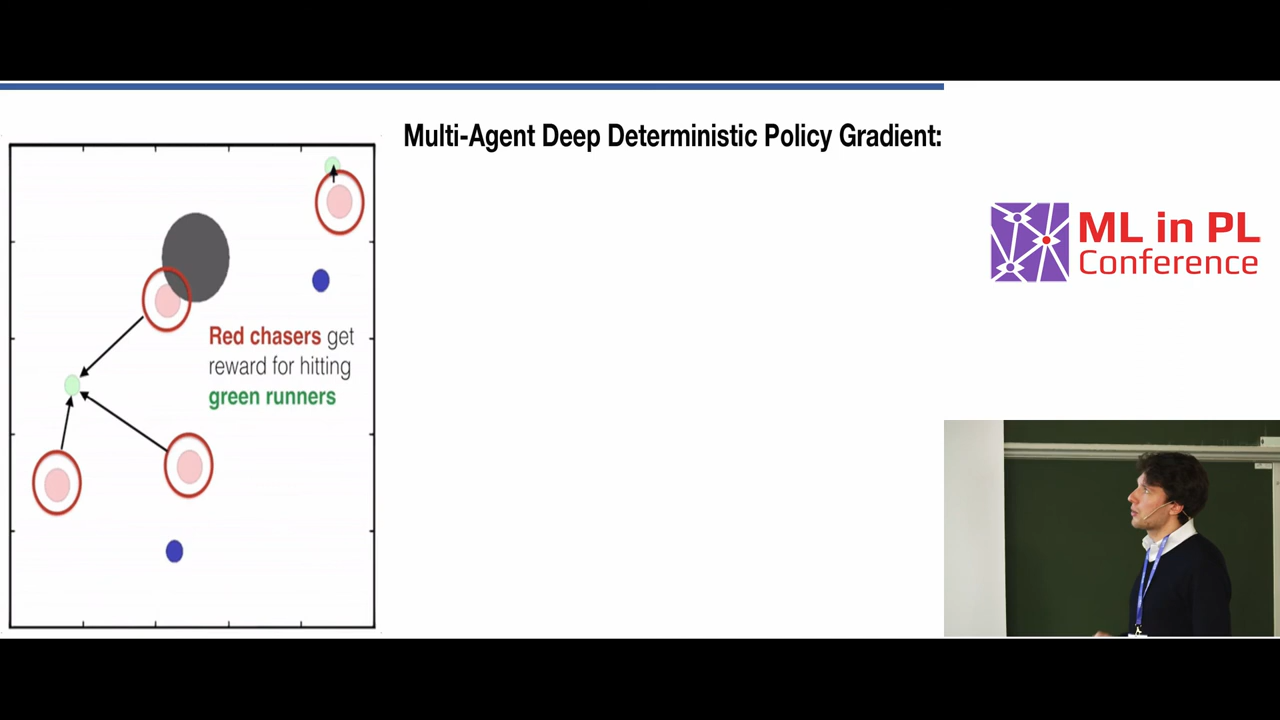 Multi-Agent Deep Deterministic Policy Gradient:
Red chasers get
reward for hitting
green runners
ML in PL
Conference